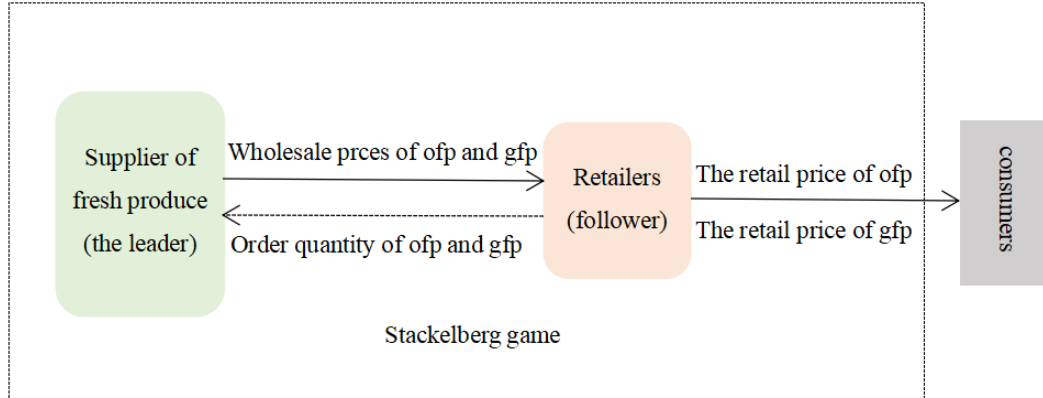 Supplier of
fresh produce
(the leader)
Wholesale prces of ofp and gfp
Order quantity of ofp and gfp
Retailers
(follower)
The retail price of ofp
The retail price of gfp
consumers
Stackelberg game